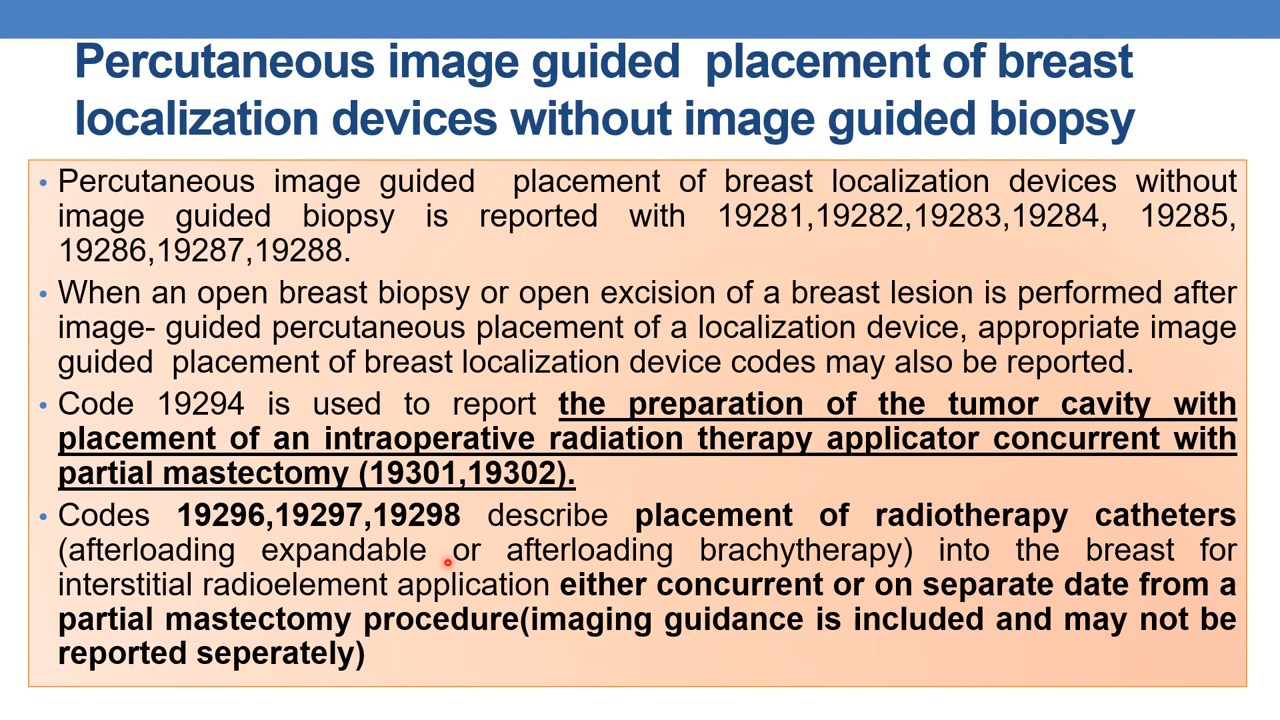 Percutaneous image guided  placement of breast
localization devices without image guided biopsy
• Percutaneous image guided  placement of breast localization devices without
image guided biopsy is reported with 19281,19282,19283,19284, 19285,
19286,19287,19288.
• When an open breast biopsy or open excision of a breast lesion is performed after
image- guided percutaneous placement of a localization device, appropriate image
guided  placement of breast localization device codes may also be reported.
• Code 19294 is used to report the preparation of the tumor cavity with
placement of an intraoperative radiation therapy applicator concurrent with
partial mastectomy (19301,19302).
• Codes 19296,19297,19298 describe placement of radiotherapy catheters
(afterloading expandable or afterloading brachytherapy) into the breast for
interstitial radioelement application either concurrent or on separate date from a
partial mastectomy procedure(imaging guidance is included and may not be
reported seperately)